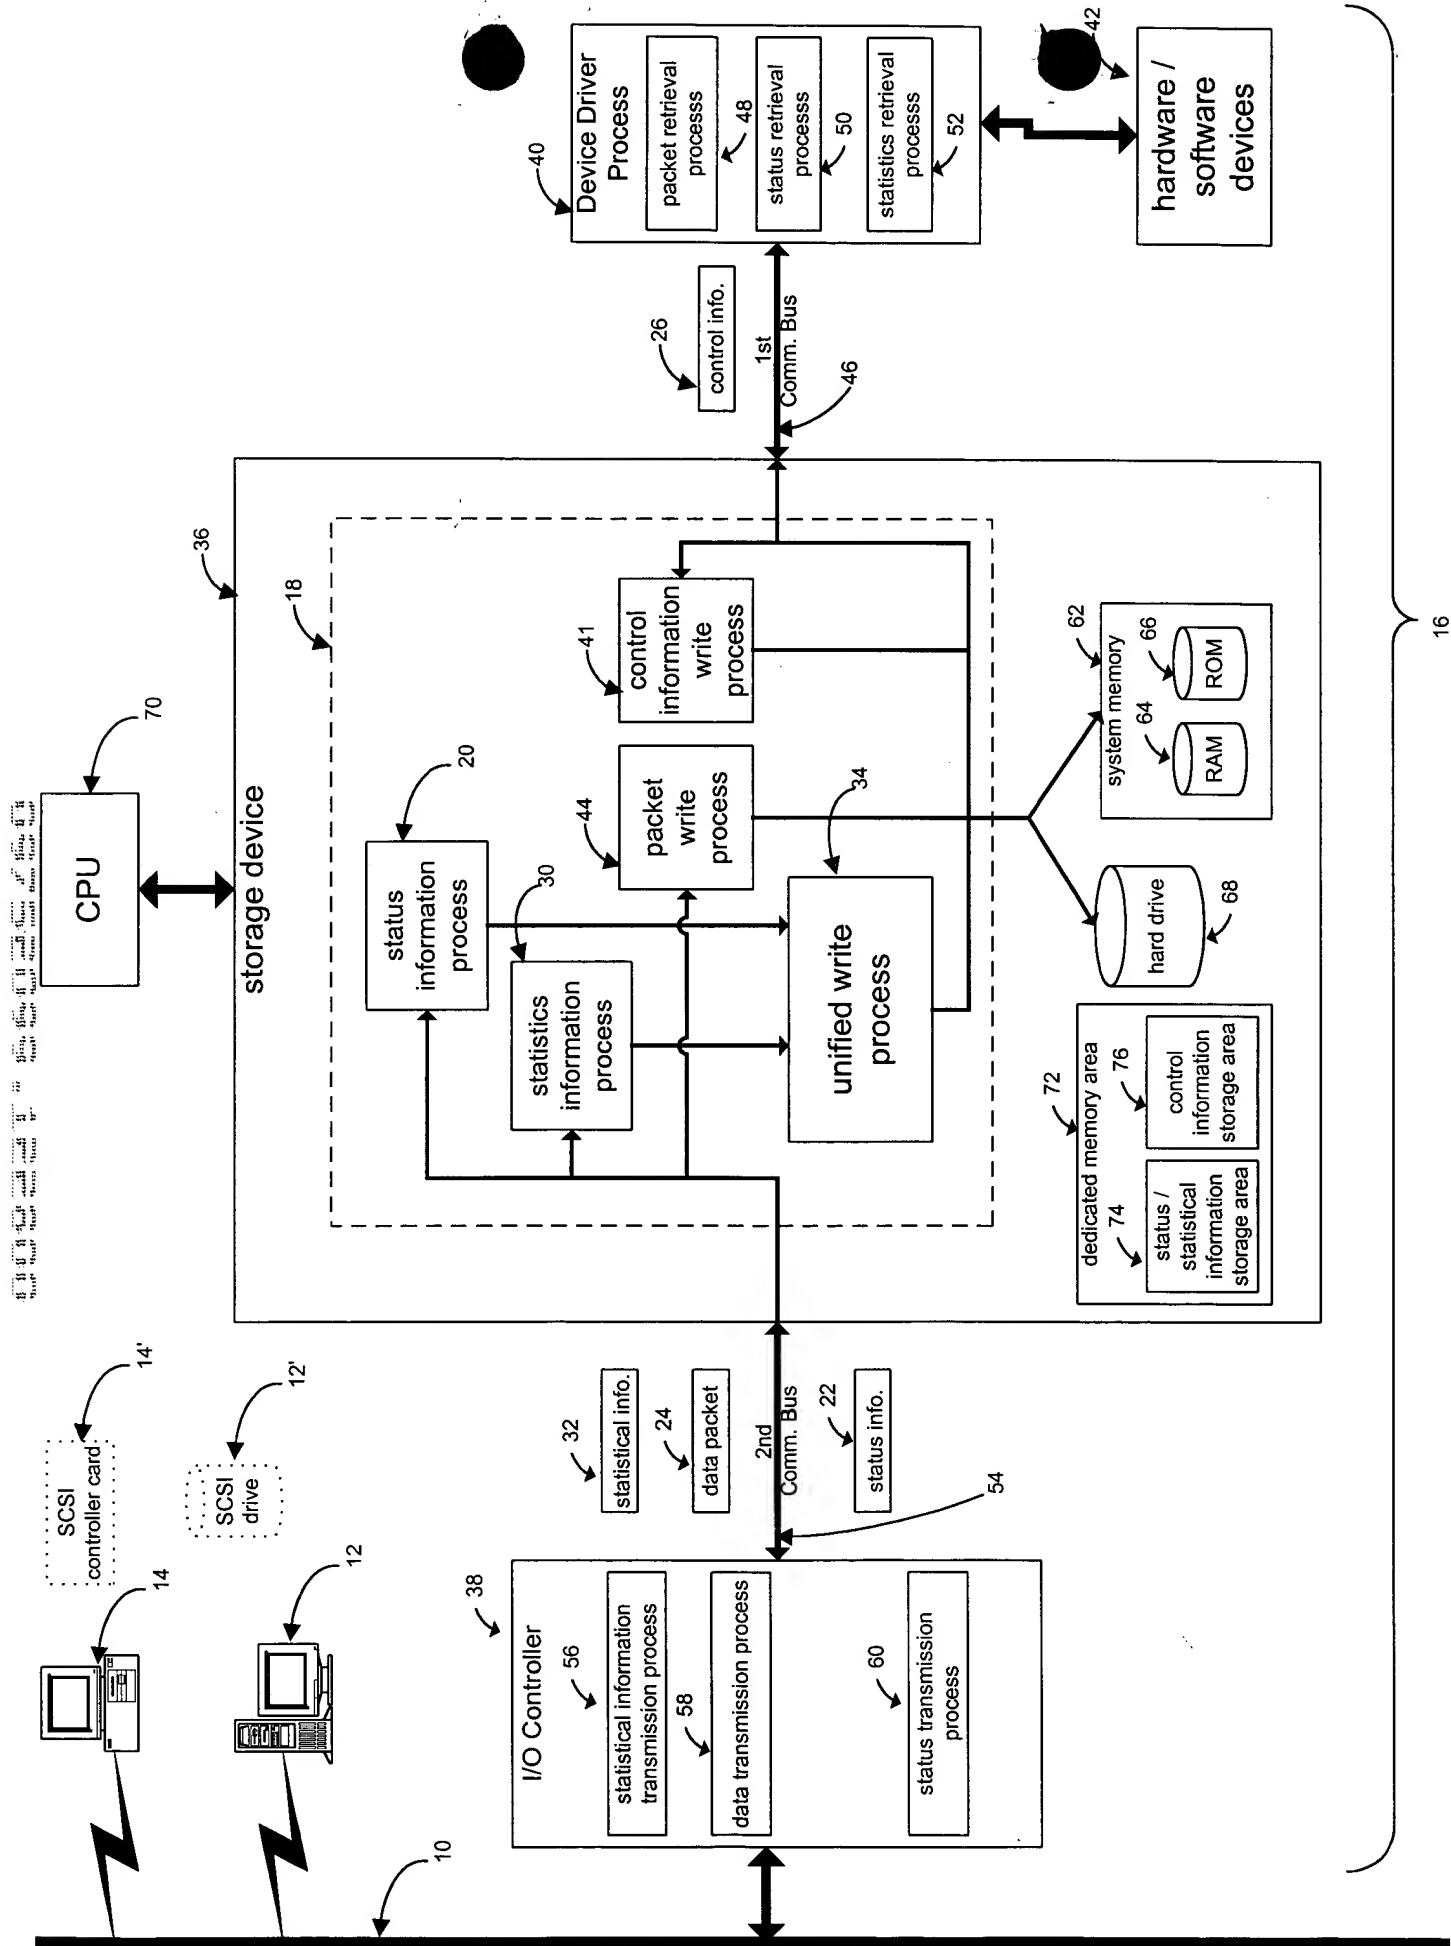 10
14
12
SCSI
controller card
14'
SCSI
drive
12'
I/O Controller
38
statistical information
transmission process
56
data transmission process
58
status transmission
process
60
statistical info.
32
data packet
24
2nd
Comm. Bus
status info.
22
54
CPU
70
storage device
36
18
status
information
process
20
statistics
information
process
30
packet
write
process
44
control
information
write
process
41
unified write
process
34
dedicated memory area
72
status /
statistical
information
storage area
74
control
information
storage area
76
hard drive
68
system memory
62
RAM
64
ROM
66
control info.
26
1st
Comm. Bus
46
Device Driver
Process
40
packet retrieval
processs
48
status retrieval
processs
50
statistics retrieval
processs
52
hardware /
software
devices
42
16